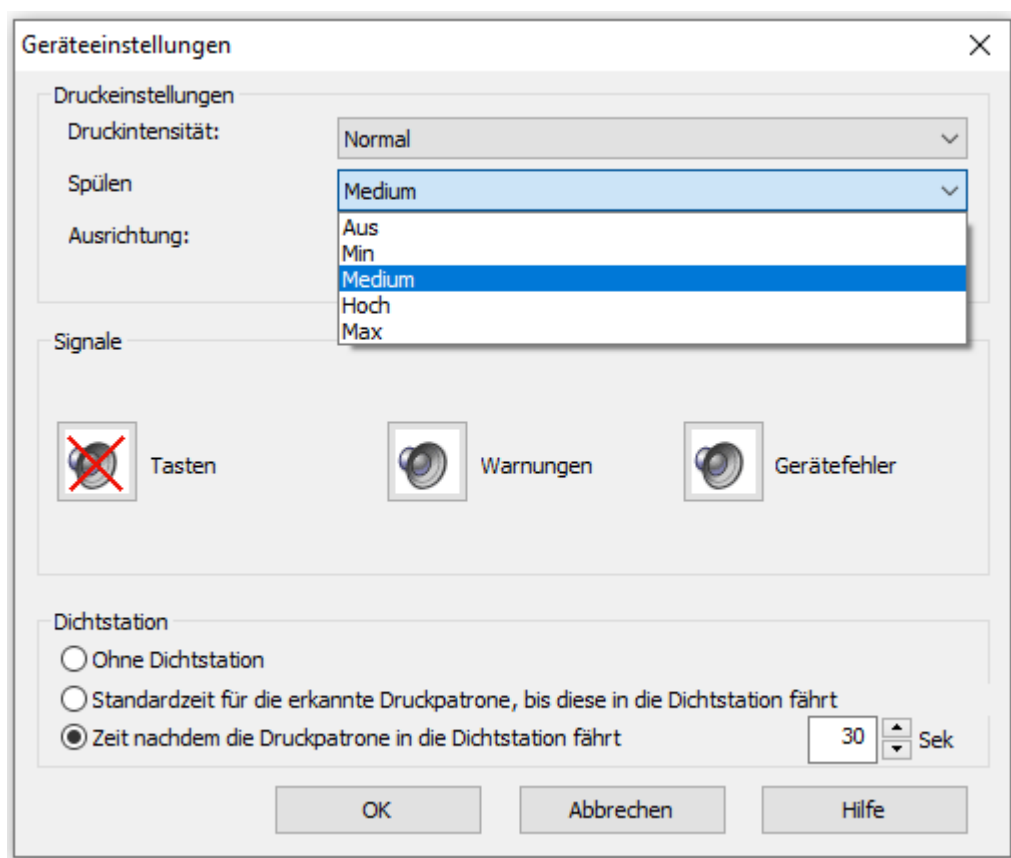 Geräteeinstellungen
Druckeinstellungen
Druckintensität:
Normal
Spülen
Medium
Ausrichtung:
Aus
Min
Medium
Hoch
Max
Signale
Tasten
Warnungen
Gerätefehler
Dichtstation
Ohne Dichtstation
Standardzeit für die erkannte Druckpatrone, bis diese in die Dichtstation fährt
Zeit nachdem die Druckpatrone in die Dichtstation fährt
30
Sek
OK
Abbrechen
Hilfe